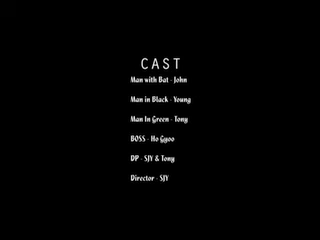 CAST
Man with Bat - John
Man in Black - Young
Man In Green - Tony
BOSS - Ho Gyoo
DP - SJY & Tony
Director - SJY